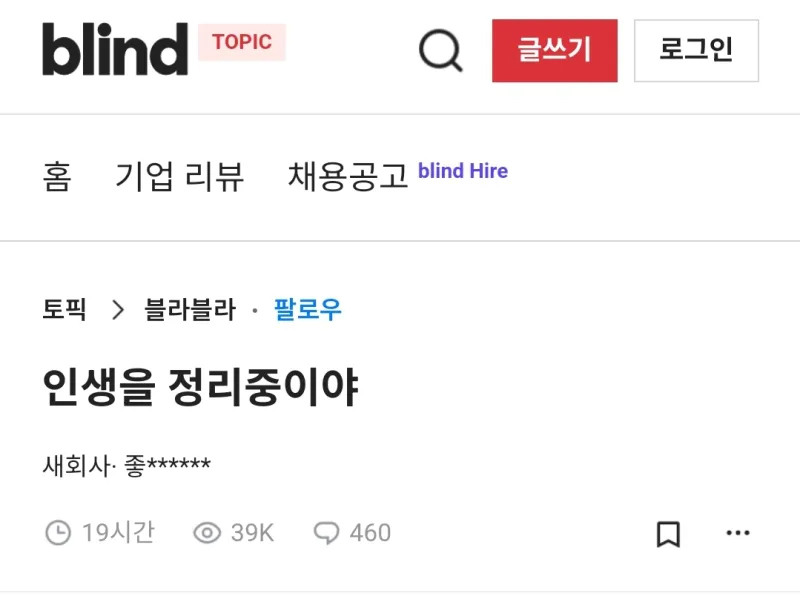 blind TOPIC 글쓰기 로그인
홈 기업 리뷰 채용공고 blind Hire
토픽 > 블라블라 · 팔로우
인생을 정리중이야
새회사· 좋******
19시간 39K 460